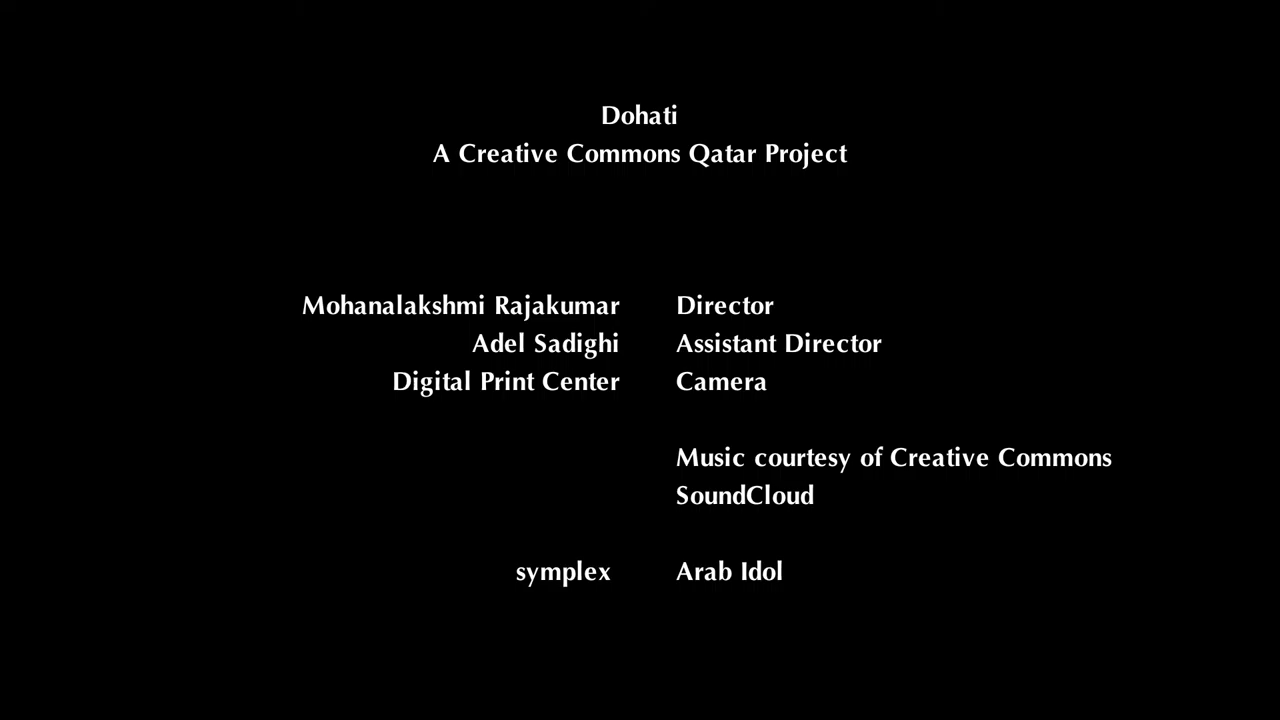 Dohati
A Creative Commons Qatar Project
Mohanalakshmi Rajakumar Director
Adel Sadighi Assistant Director
Digital Print Center Camera
Music courtesy of Creative Commons
SoundCloud
symplex Arab Idol